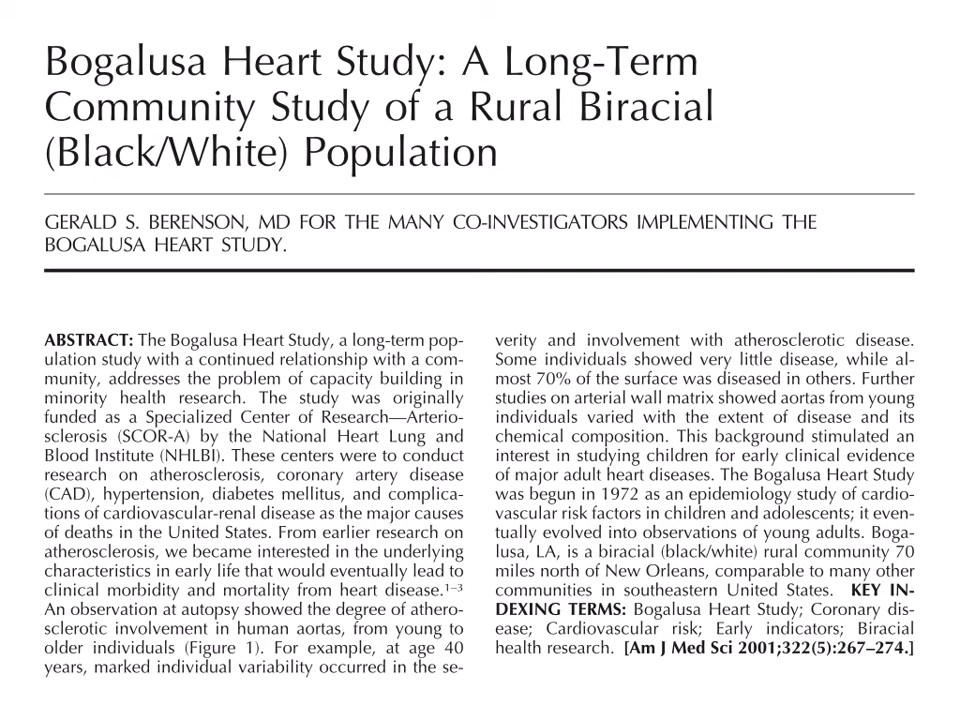 Bogalusa Heart Study: A Long-Term
Community Study of a Rural Biracial
(Black/White) Population
GERALD S. BERENSON, MD FOR THE MANY CO-INVESTIGATORS IMPLEMENTING THE
BOGALUSA HEART STUDY.
ABSTRACT: The Bogalusa Heart Study, a long-term pop-
ulation study with a continued relationship with a com-
munity, addresses the problem of capacity building in
minority health research. The study was originally
funded as a Specialized Center of Research—Arterio-
sclerosis (SCOR-A) by the National Heart Lung and
Blood Institute (NHLBI). These centers were to conduct
research on atherosclerosis, coronary artery disease
(CAD), hypertension, diabetes mellitus, and complica-
tions of cardiovascular-renal disease as the major causes
of deaths in the United States. From earlier research on
atherosclerosis, we became interested in the underlying
characteristics in early life that would eventually lead to
clinical morbidity and mortality from heart disease.1–3
An observation at autopsy showed the degree of athero-
sclerotic involvement in human aortas, from young to
older individuals (Figure 1). For example, at age 40
years, marked individual variability occurred in the se-
verity and involvement with atherosclerotic disease.
Some individuals showed very little disease, while al-
most 70% of the surface was diseased in others. Further
studies on arterial wall matrix showed aortas from young
individuals varied with the extent of disease and its
chemical composition. This background stimulated an
interest in studying children for early clinical evidence
of major adult heart diseases. The Bogalusa Heart Study
was begun in 1972 as an epidemiology study of cardio-
vascular risk factors in children and adolescents; it even-
tually evolved into observations of young adults. Boga-
lusa, LA, is a biracial (black/white) rural community 70
miles north of New Orleans, comparable to many other
communities in southeastern United States. KEY IN-
DEXING TERMS: Bogalusa Heart Study; Coronary dis-
ease; Cardiovascular risk; Early indicators; Biracial
health research. [Am J Med Sci 2001;322(5):267–274.]